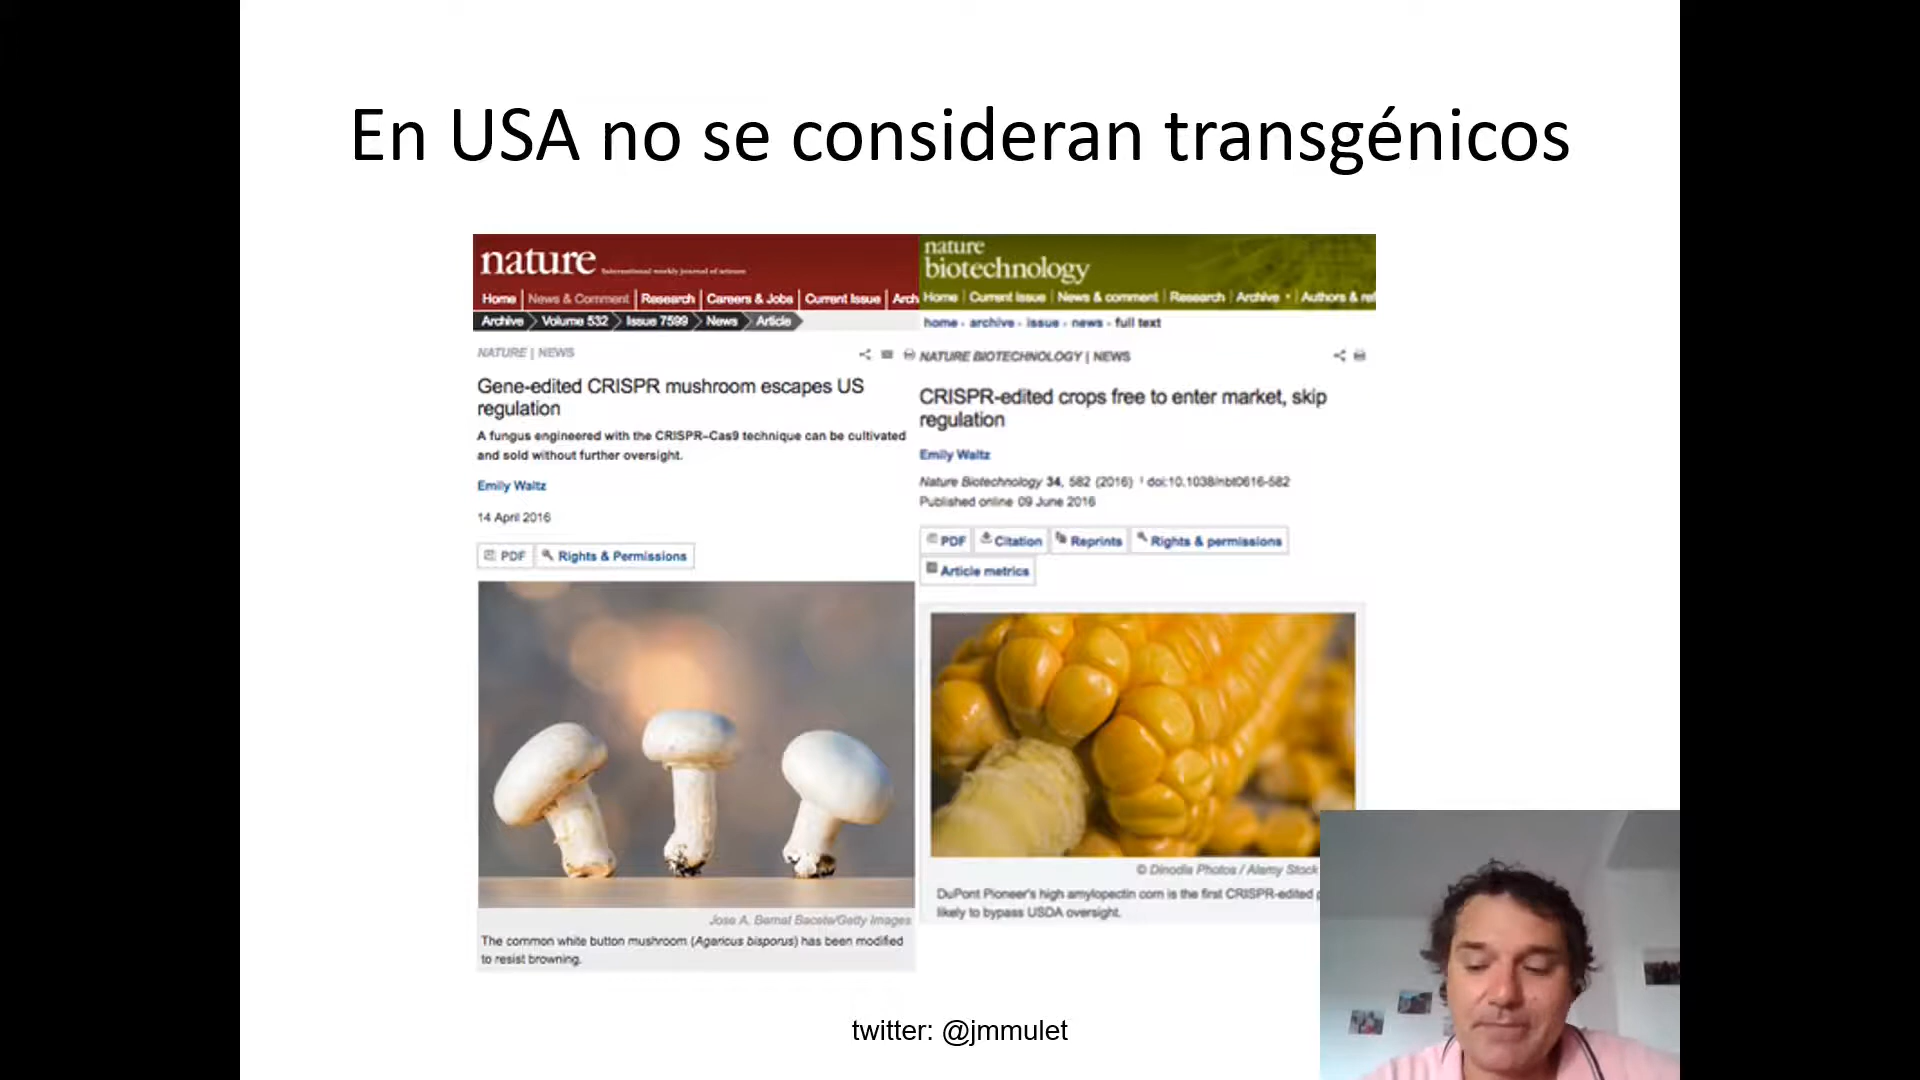 En USA no se consideran transgénicos
nature International weekly journal of science
Home | News & Comment | Research | Careers & Jobs | Current Issue | Arch
Archive Volume 532 Issue 7599 News Article
NATURE | NEWS
Gene-edited CRISPR mushroom escapes US
regulation
A fungus engineered with the CRISPR–Cas9 technique can be cultivated
and sold without further oversight.
Emily Waltz
14 April 2016
PDF Rights & Permissions
Jose A. Bernat Bacete/Getty Images
The common white button mushroom (Agaricus bisporus) has been modified
to resist browning.
nature
biotechnology
Home | Current Issue | News & comment | Research | Archive | Authors & ref
home archive issue news full text
NATURE BIOTECHNOLOGY | NEWS
CRISPR-edited crops free to enter market, skip
regulation
Emily Waltz
Nature Biotechnology 34, 582 (2016) | doi:10.1038/nbt0616-582
Published online 09 June 2016
PDF Citation Reprints Rights & permissions
Article metrics
© Dinodia Photos / Alamy Stock
DuPont Pioneer's high amylopectin corn is the first CRISPR-edited
likely to bypass USDA oversight.
twitter: @jmmulet